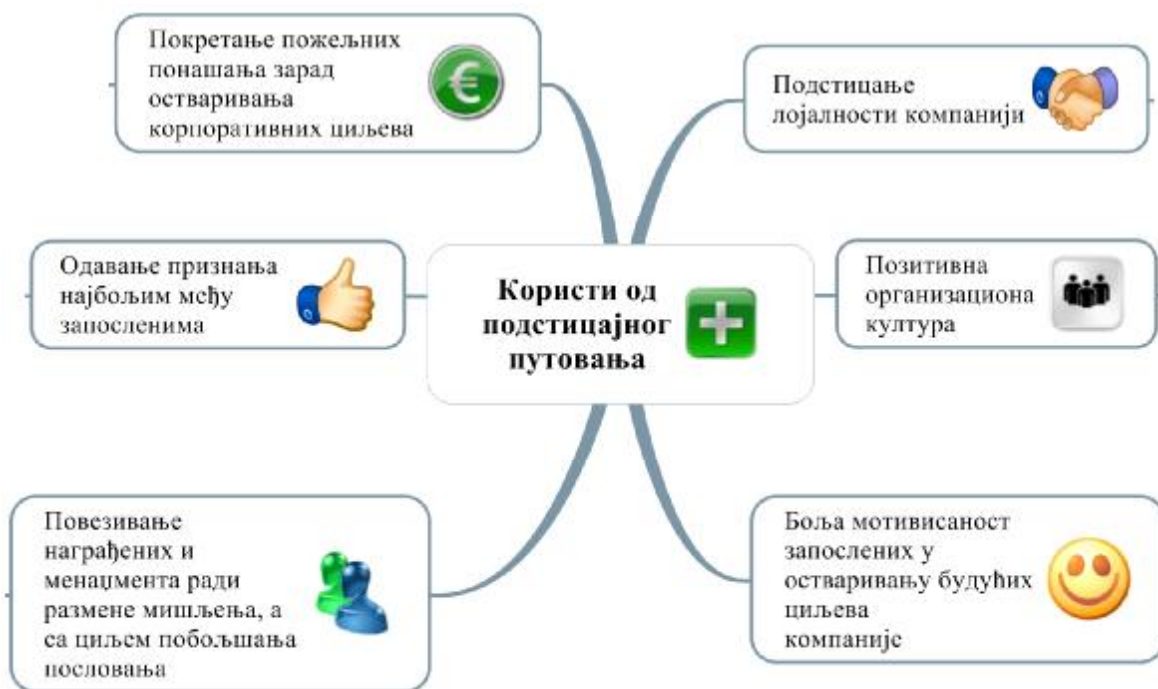 Покретање пожељних
понашања зарад
остваривања
корпоративних циљева
Подстицање
лојалности компанији
Одавање признања
најбољим међу
запосленима
Користи од
подстицајног
путовања
Позитивна
организациона
култура
Повезивање
награђених и
менаџмента ради
размене мишљења, а
са циљем побољшања
пословања
Боља мотивисаност
запослених у
остваривању будућих
циљева
компаније